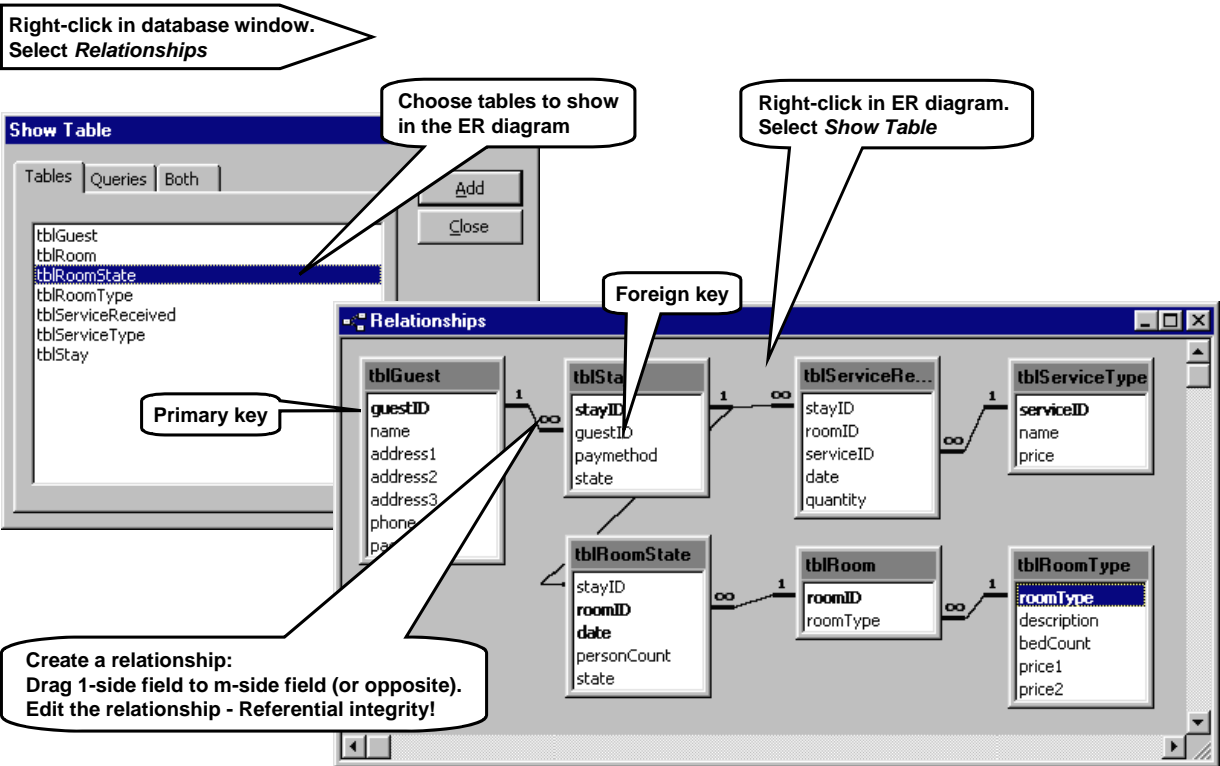 Right-click in database window.
Select Relationships
Choose tables to show
in the ER diagram
Right-click in ER diagram.
Select Show Table
Show Table
Tables Queries Both
Add
Close
tblGuest
tblRoom
tblRoomState
tblRoomType
tblServiceReceived
tblServiceType
tblStay
Foreign key
Primary key
Relationships
tblGuest
guestID
name
address1
address2
address3
phone
1
∞
stayID
guestID
paymethod
state
1
∞
tblServiceRe...
stayID
roomID
serviceID
date
quantity
∞
1
tblServiceType
serviceID
name
price
tblRoomState
stayID
roomID
date
personCount
state
∞
1
tblRoom
roomID
roomType
∞
1
tblRoomType
roomType
description
bedCount
price1
price2
Create a relationship:
Drag 1-side field to m-side field (or opposite).
Edit the relationship - Referential integrity!